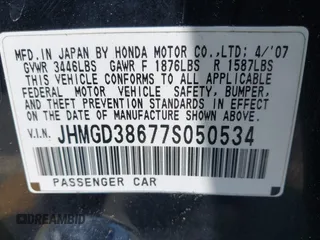 MFD. IN JAPAN BY HONDA MOTOR CO.,LTD: 4/'07
GVWR 3446LBS GAWR F 1876LBS R 1587LBS
THIS VEHICLE CONFORMS TO ALL APPLICABLE
FEDERAL MOTOR VEHICLE SAFETY, BUMPER,
AND THEFT PREVENTION STANDARDS IN EFFECT
ON THE DATE OF MANUFACTURE SHOWN ABOVE.
V.I.N. JHMGD38677S050534
PASSENGER CAR
© DREAMBID